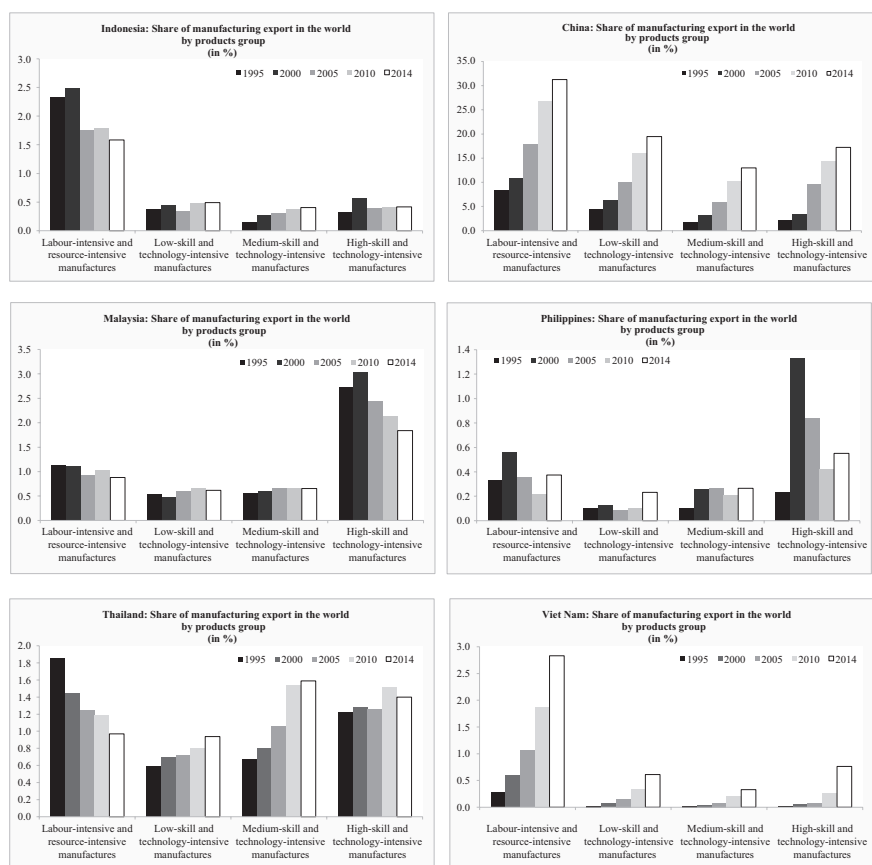 Indonesia: Share of manufacturing export in the world
by products group
(in %)
1995 2000 2005 2010 2014
3.0
2.5
2.0
1.5
1.0
0.5
0.0
Labour-intensive and
resource-intensive
manufactures
Low-skill and
technology-intensive
manufactures
Medium-skill and
technology-intensive
manufactures
High-skill and
technology-intensive
manufactures
China: Share of manufacturing export in the world
by products group
(in %)
1995 2000 2005 2010 2014
35.0
30.0
25.0
20.0
15.0
10.0
5.0
0.0
Labour-intensive and
resource-intensive
manufactures
Low-skill and
technology-intensive
manufactures
Medium-skill and
technology-intensive
manufactures
High-skill and
technology-intensive
manufactures
Malaysia: Share of manufacturing export in the world
by products group
(in %)
1995 2000 2005 2010 2014
3.5
3.0
2.5
2.0
1.5
1.0
0.5
0.0
Labour-intensive and
resource-intensive
manufactures
Low-skill and
technology-intensive
manufactures
Medium-skill and
technology-intensive
manufactures
High-skill and
technology-intensive
manufactures
Philippines: Share of manufacturing export in the world
by products group
(in %)
1995 2000 2005 2010 2014
1.4
1.2
1.0
0.8
0.6
0.4
0.2
0.0
Labour-intensive and
resource-intensive
manufactures
Low-skill and
technology-intensive
manufactures
Medium-skill and
technology-intensive
manufactures
High-skill and
technology-intensive
manufactures
Thailand: Share of manufacturing export in the world
by products group
(in %)
1995 2000 2005 2010 2014
2.0
1.8
1.6
1.4
1.2
1.0
0.8
0.6
0.4
0.2
0.0
Labour-intensive and
resource-intensive
manufactures
Low-skill and
technology-intensive
manufactures
Medium-skill and
technology-intensive
manufactures
High-skill and
technology-intensive
manufactures
Viet Nam: Share of manufacturing export in the world
by products group
(in %)
1995 2000 2005 2010 2014
3.0
2.5
2.0
1.5
1.0
0.5
0.0
Labour-intensive and
resource-intensive
manufactures
Low-skill and
technology-intensive
manufactures
Medium-skill and
technology-intensive
manufactures
High-skill and
technology-intensive
manufactures